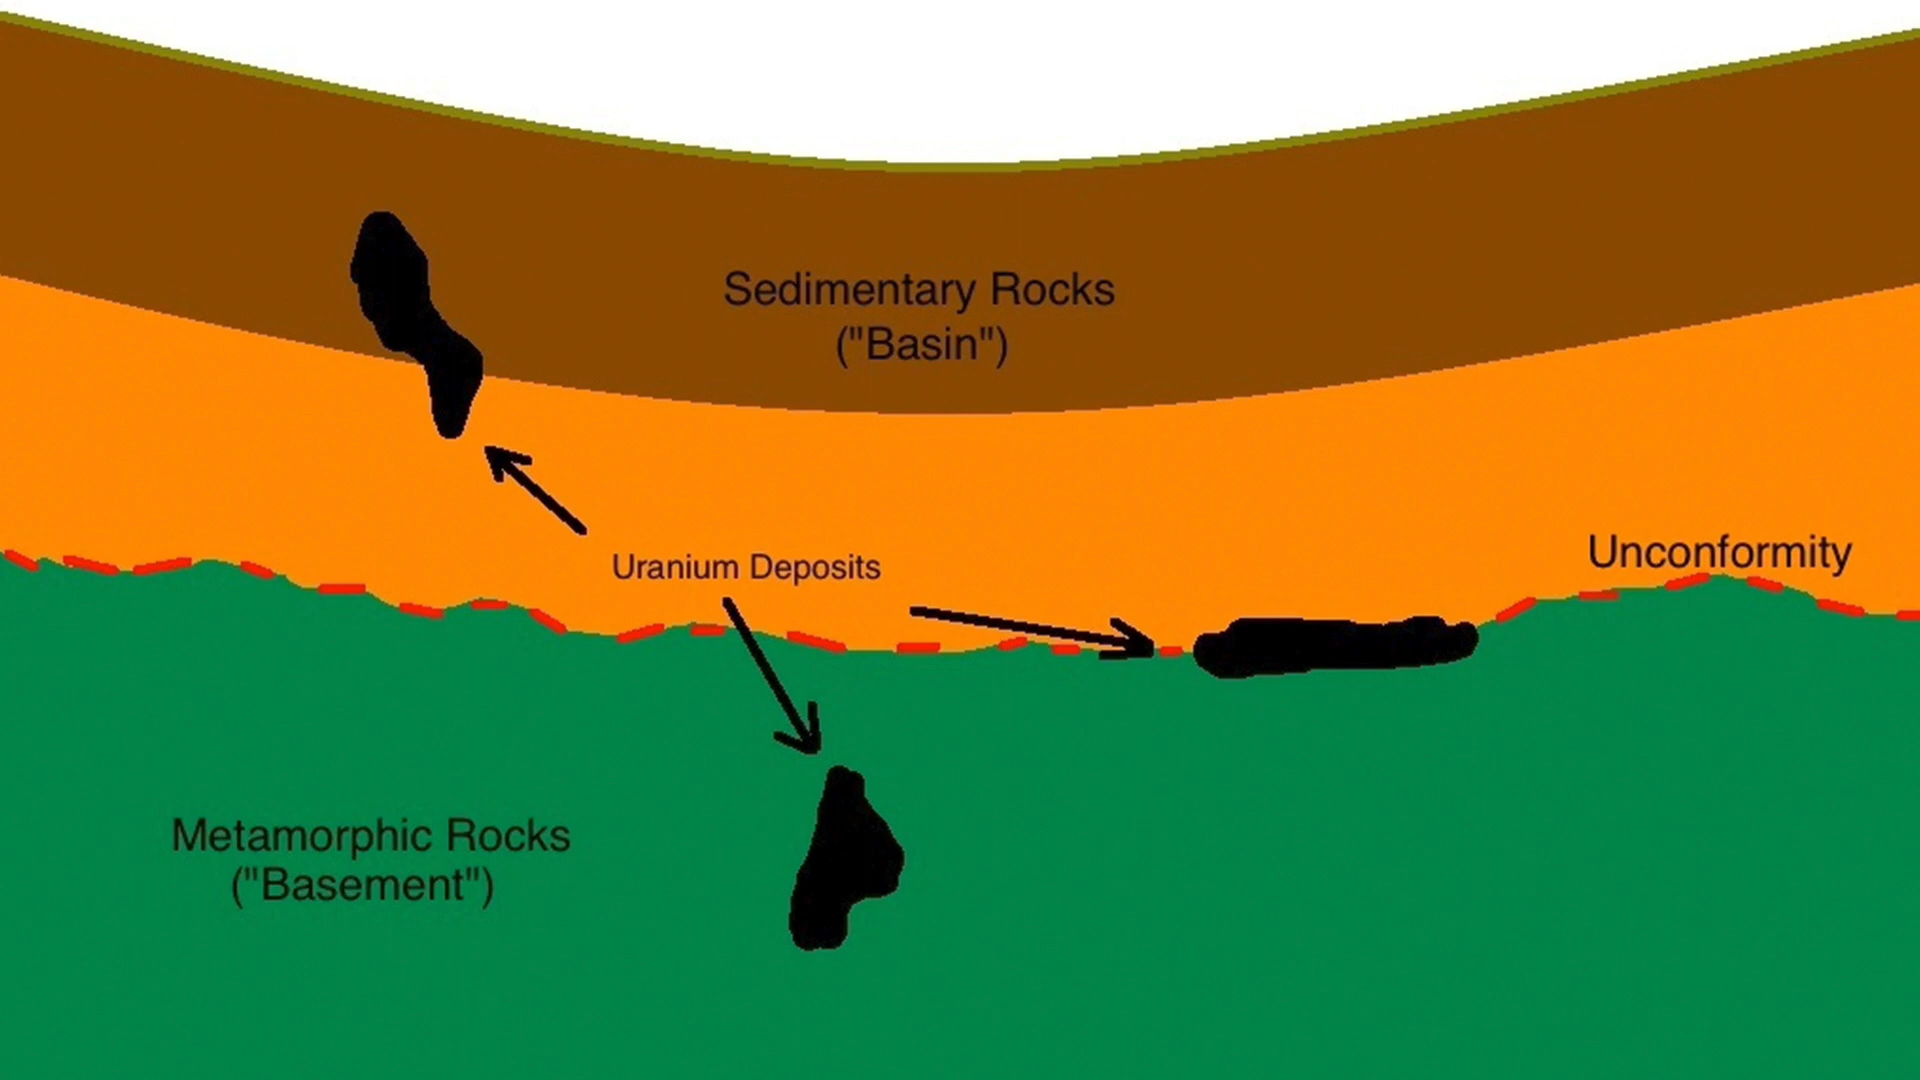 Sedimentary Rocks
("Basin")
Unconformity
Uranium Deposits
Metamorphic Rocks
("Basement")